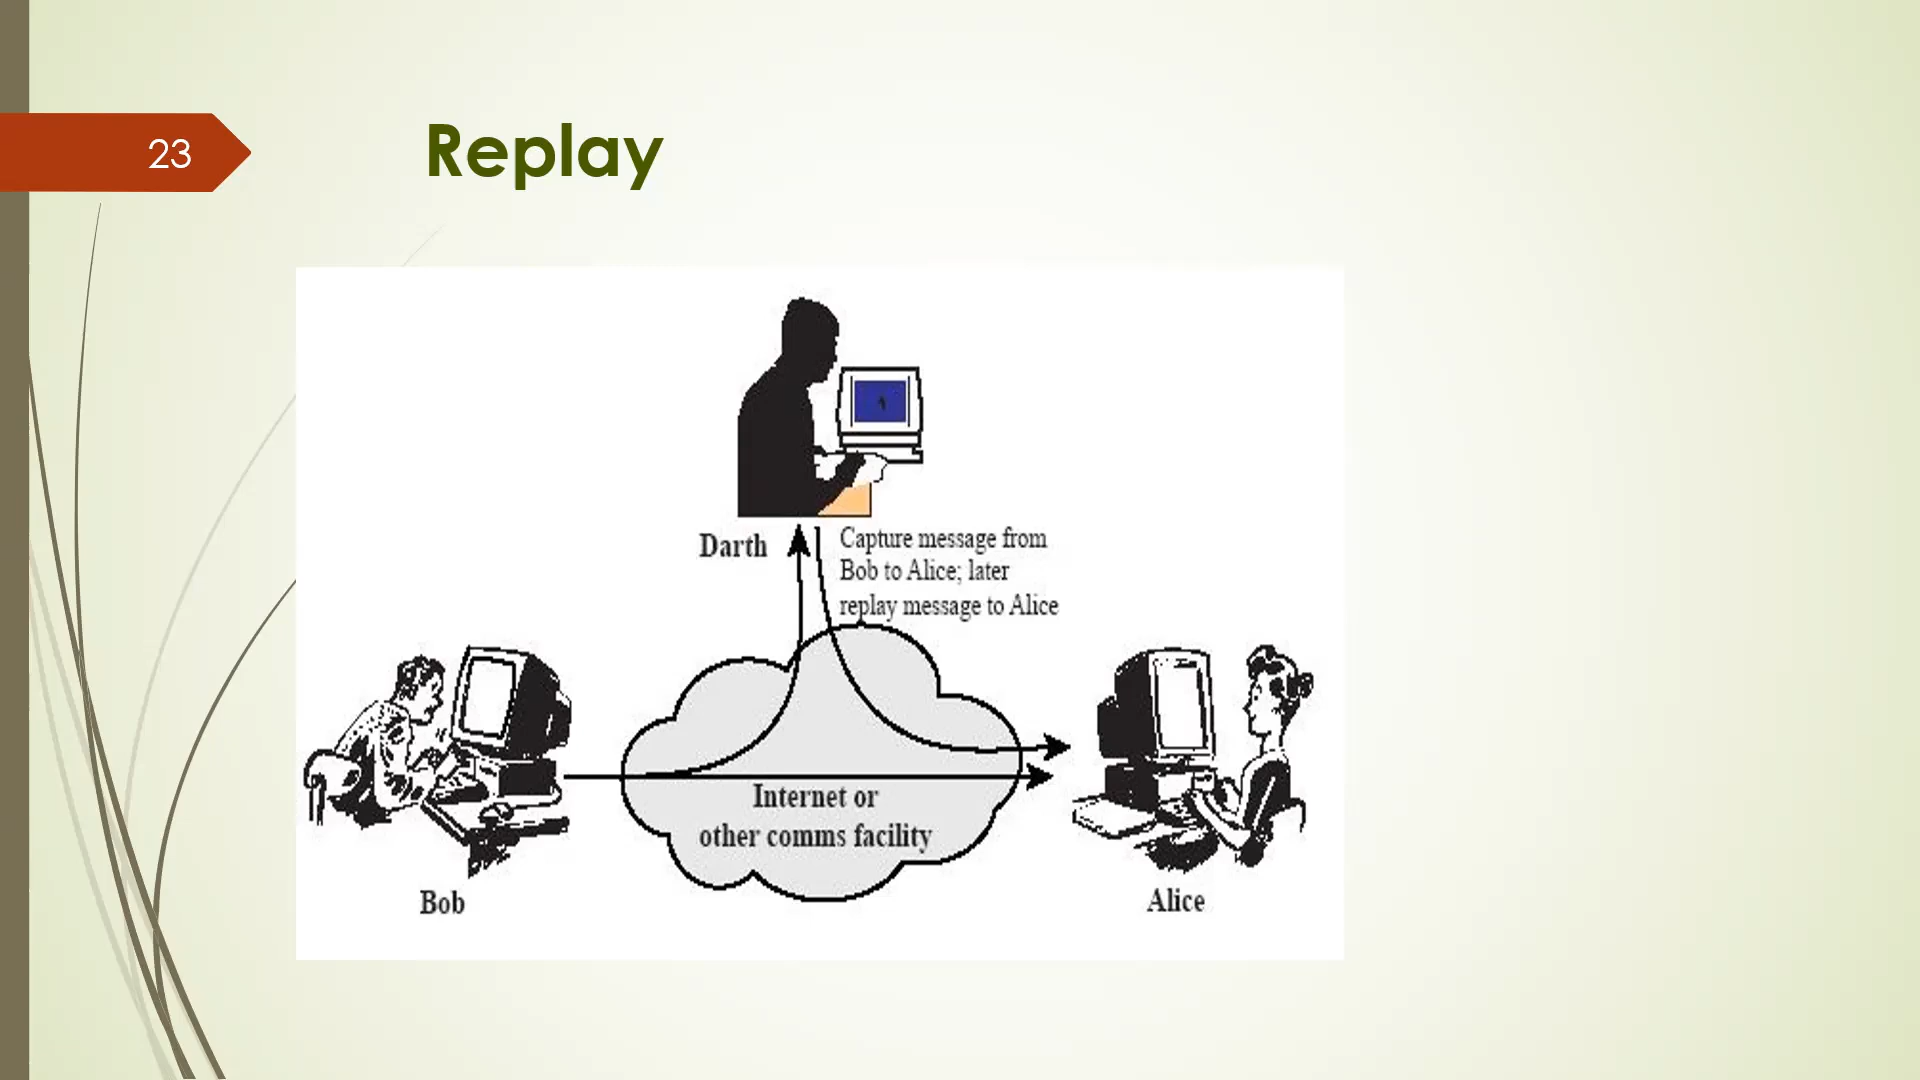 23
Replay
Darth
Capture message from
Bob to Alice; later
replay message to Alice
Internet or
other comms facility
Bob
Alice